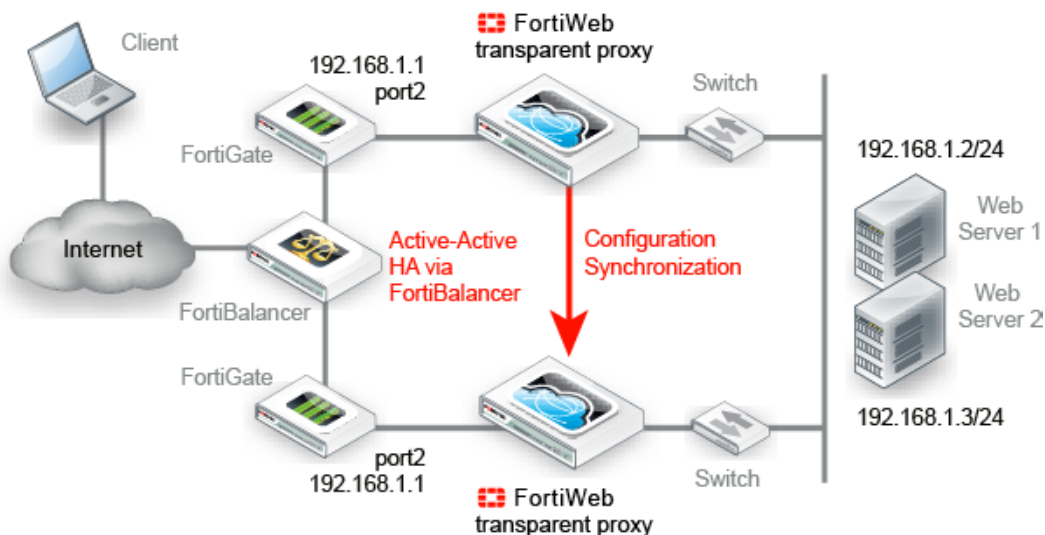 Client
FortiWeb
transparent proxy
192.168.1.1
port2
Switch
FortiGate
192.168.1.2/24
Web
Server 1
Internet
Active-Active
HA via
FortiBalancer
Configuration
Synchronization
FortiBalancer
Web
Server 2
FortiGate
192.168.1.3/24
port2
192.168.1.1
Switch
FortiWeb
transparent proxy